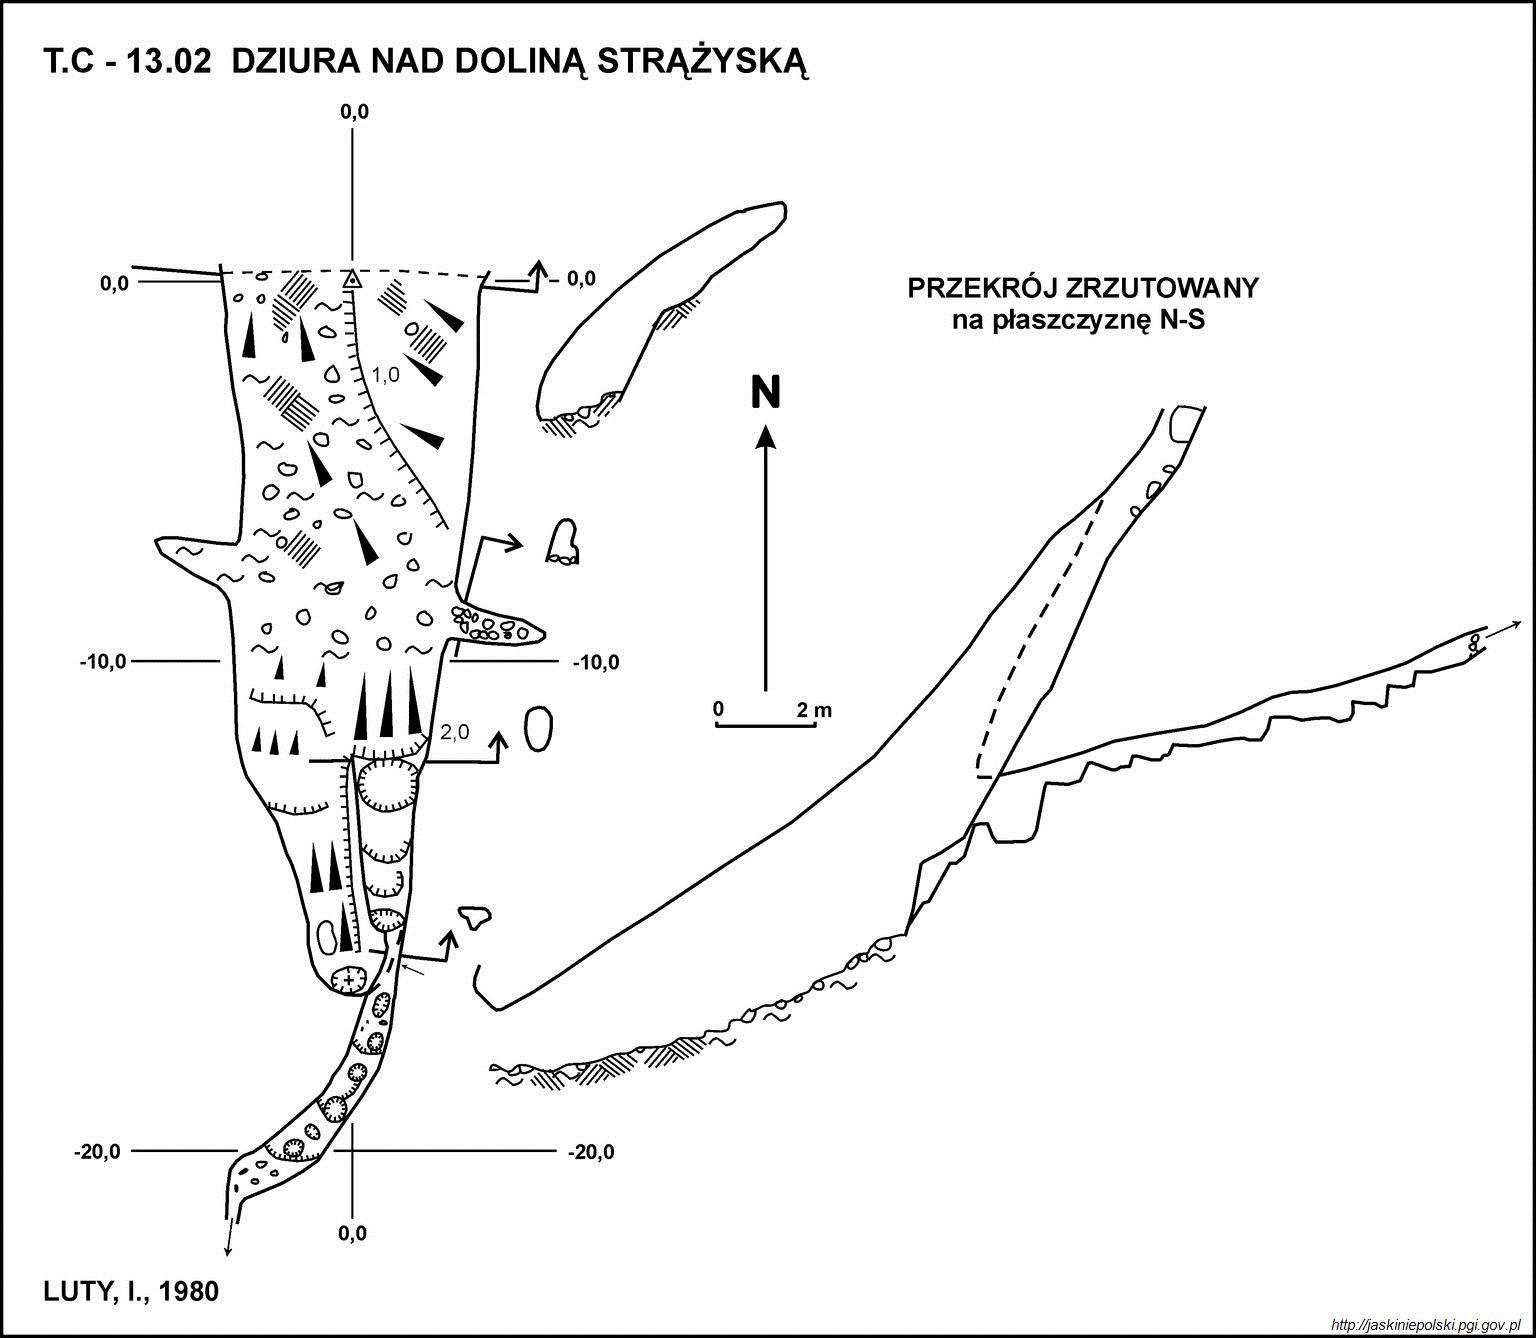 T.C - 13.02 DZIURA NAD DOLINĄ STRĄŻYSKĄ
0,0
0,0
0,0
PRZEKRÓJ ZRZUTOWANY
na płaszczyznę N-S
1,0
N
-10,0
-10,0
0 2 m
2,0
-20,0
-20,0
0,0
LUTY, I., 1980
http://jaskiniepolski.pgi.gov.pl